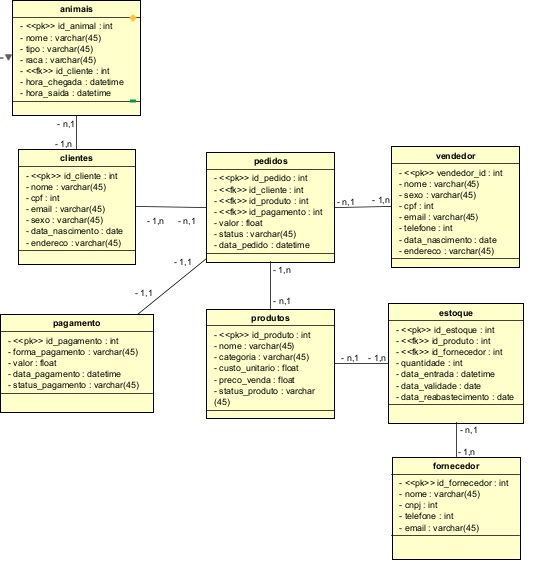 animais
- <<pk>> id_animal : int
- nome : varchar(45)
- tipo : varchar(45)
- raca : varchar(45)
- <<fk>> id_cliente : int
- hora_chegada : datetime
- hora_saida : datetime
- n,1
- 1,n
clientes
- <<pk>> id_cliente : int
- nome : varchar(45)
- cpf : int
- email : varchar(45)
- sexo : varchar(45)
- data_nascimento : date
- endereco : varchar(45)
- 1,n
- n,1
pedidos
- <<pk>> id_pedido : int
- <<fk>> id_cliente : int
- <<fk>> id_produto : int
- <<fk>> id_pagamento : int
- valor : float
- status : varchar(45)
- data_pedido : datetime
- n,1
- 1,n
vendedor
- <<pk>> vendedor_id : int
- nome : varchar(45)
- sexo : varchar(45)
- cpf : int
- email : varchar(45)
- telefone : int
- data_nascimento : date
- endereco : varchar(45)
- 1,1
- 1,1
pagamento
- <<pk>> id_pagamento : int
- forma_pagamento : varchar(45)
- valor : float
- data_pagamento : datetime
- status_pagamento : varchar(45)
- 1,n
- n,1
produtos
- <<pk>> id_produto : int
- nome : varchar(45)
- categoria : varchar(45)
- custo_unitario : float
- preco_venda : float
- status_produto : varchar
(45)
- n,1
- 1,n
estoque
- <<pk>> id_estoque : int
- <<fk>> id_produto : int
- <<fk>> id_fornecedor : int
- quantidade : int
- data_entrada : datetime
- data_validade : date
- data_reabastecimento : date
- n,1
- 1,n
fornecedor
- <<pk>> id_fornecedor : int
- nome : varchar(45)
- cnpj : int
- telefone : int
- email : varchar(45)